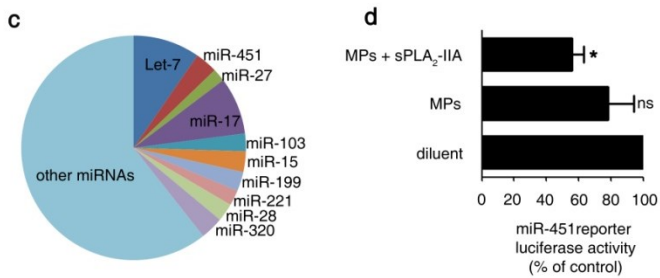 c
Let-7
miR-451
miR-27
miR-17
miR-103
miR-15
miR-199
miR-221
miR-28
miR-320
other miRNAs
d
MPs + sPLA₂-IIA
*
MPs
ns
diluent
0 20 40 60 80 100
miR-451reporter
luciferase activity
(% of control)